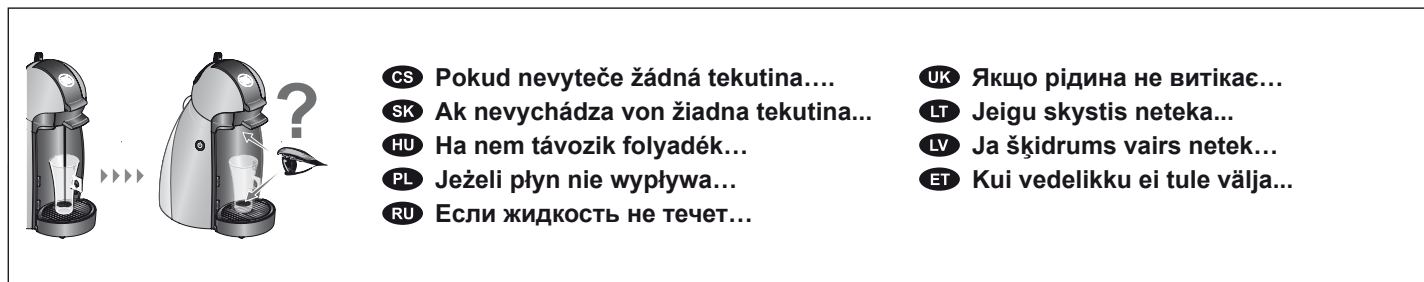 ?
CS Pokud nevyteče žádná tekutina....
SK Ak nevychádza von žiadna tekutina...
HU Ha nem távozik folyadék…
PL Jeżeli płyn nie wypływa…
RU Если жидкость не течет…
UK Якщо рідина не витікає…
LT Jeigu skystis neteka...
LV Ja šķidrums vairs netek…
ET Kui vedelikku ei tule välja...